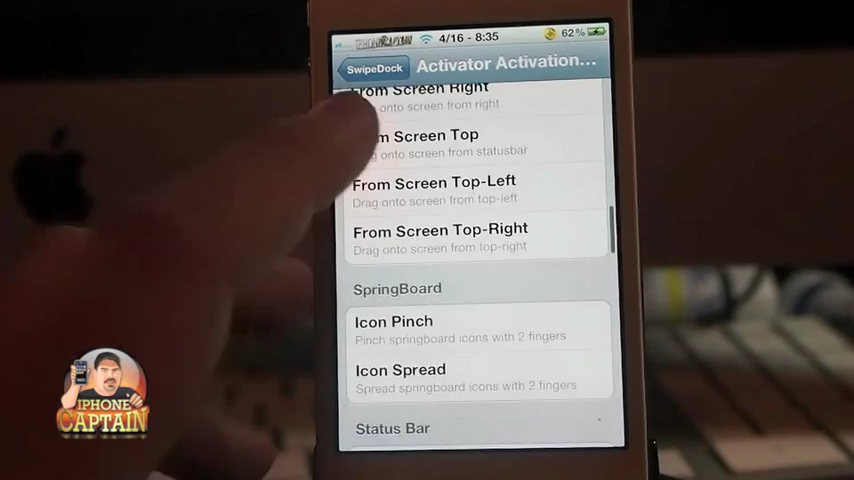 IPHONE CAPTAIN
4/16 - 8:35
62%
SwipeDock
Activator Activation...
From Screen Right
onto screen from right
Screen Top
onto screen from statusbar
From Screen Top-Left
Drag onto screen from top-left
From Screen Top-Right
Drag onto screen from top-right
SpringBoard
Icon Pinch
Pinch springboard icons with 2 fingers
Icon Spread
Spread springboard icons with 2 fingers
Status Bar
IPHONE
CAPTAIN